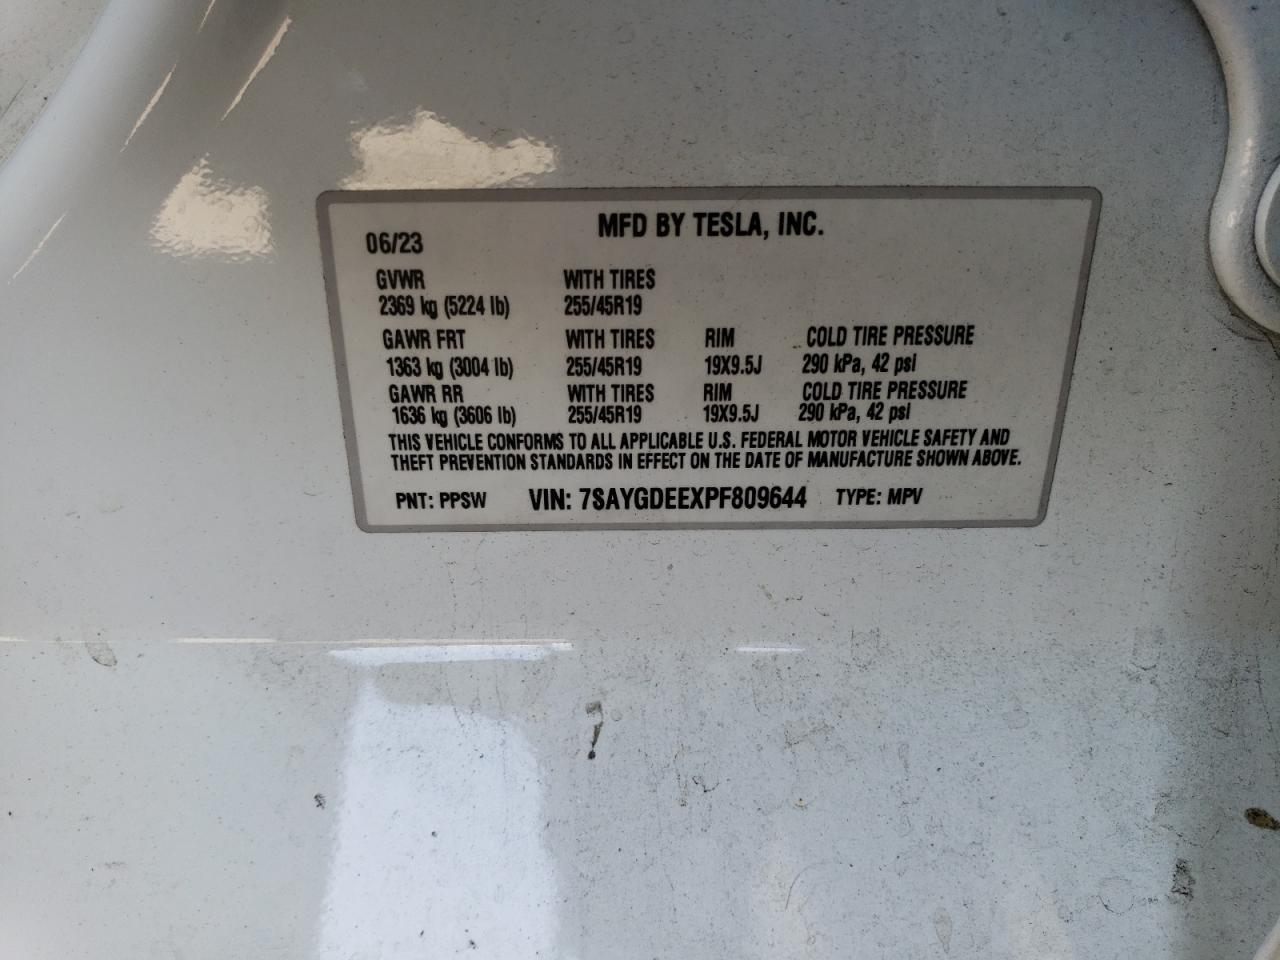 MFD BY TESLA, INC.
06/23
GVWR WITH TIRES
2369 kg (5224 lb) 255/45R19
GAWR FRT WITH TIRES RIM COLD TIRE PRESSURE
1363 kg (3004 lb) 255/45R19 19X9.5J 290 kPa, 42 psi
GAWR RR WITH TIRES RIM COLD TIRE PRESSURE
1636 kg (3606 lb) 255/45R19 19X9.5J 290 kPa, 42 psi
THIS VEHICLE CONFORMS TO ALL APPLICABLE U.S. FEDERAL MOTOR VEHICLE SAFETY AND
THEFT PREVENTION STANDARDS IN EFFECT ON THE DATE OF MANUFACTURE SHOWN ABOVE.
PNT: PPSW VIN: 7SAYGDEEXPF809644 TYPE: MPV